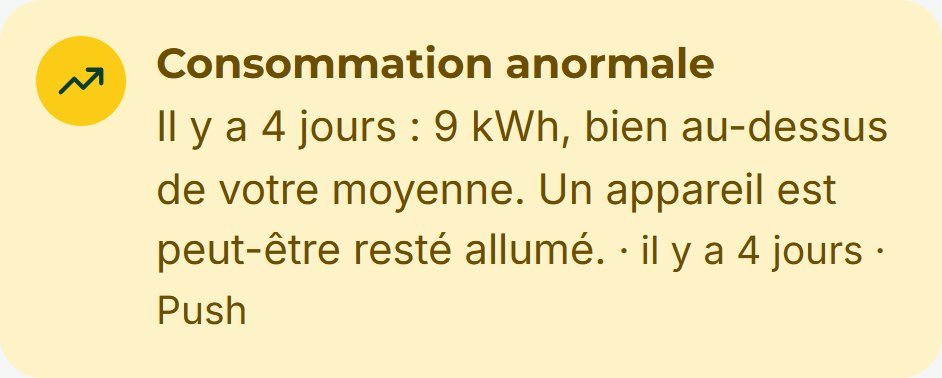 Consommation anormale
Il y a 4 jours : 9 kWh, bien au-dessus
de votre moyenne. Un appareil est
peut-être resté allumé. · il y a 4 jours ·
Push